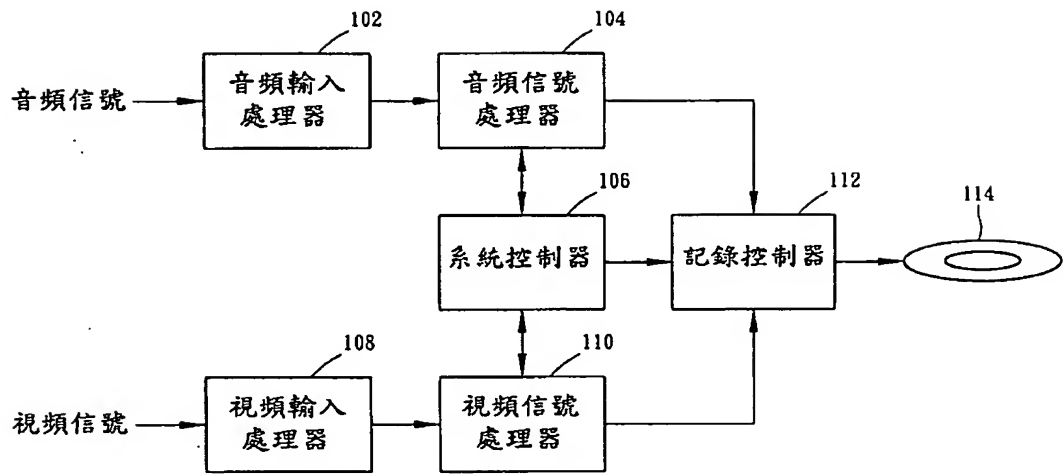 102
104
音頻信號
音頻輸入
處理器
音頻信號
處理器
106
112
114
系統控制器
記錄控制器
108
110
視頻信號
視頻輸入
處理器
視頻信號
處理器